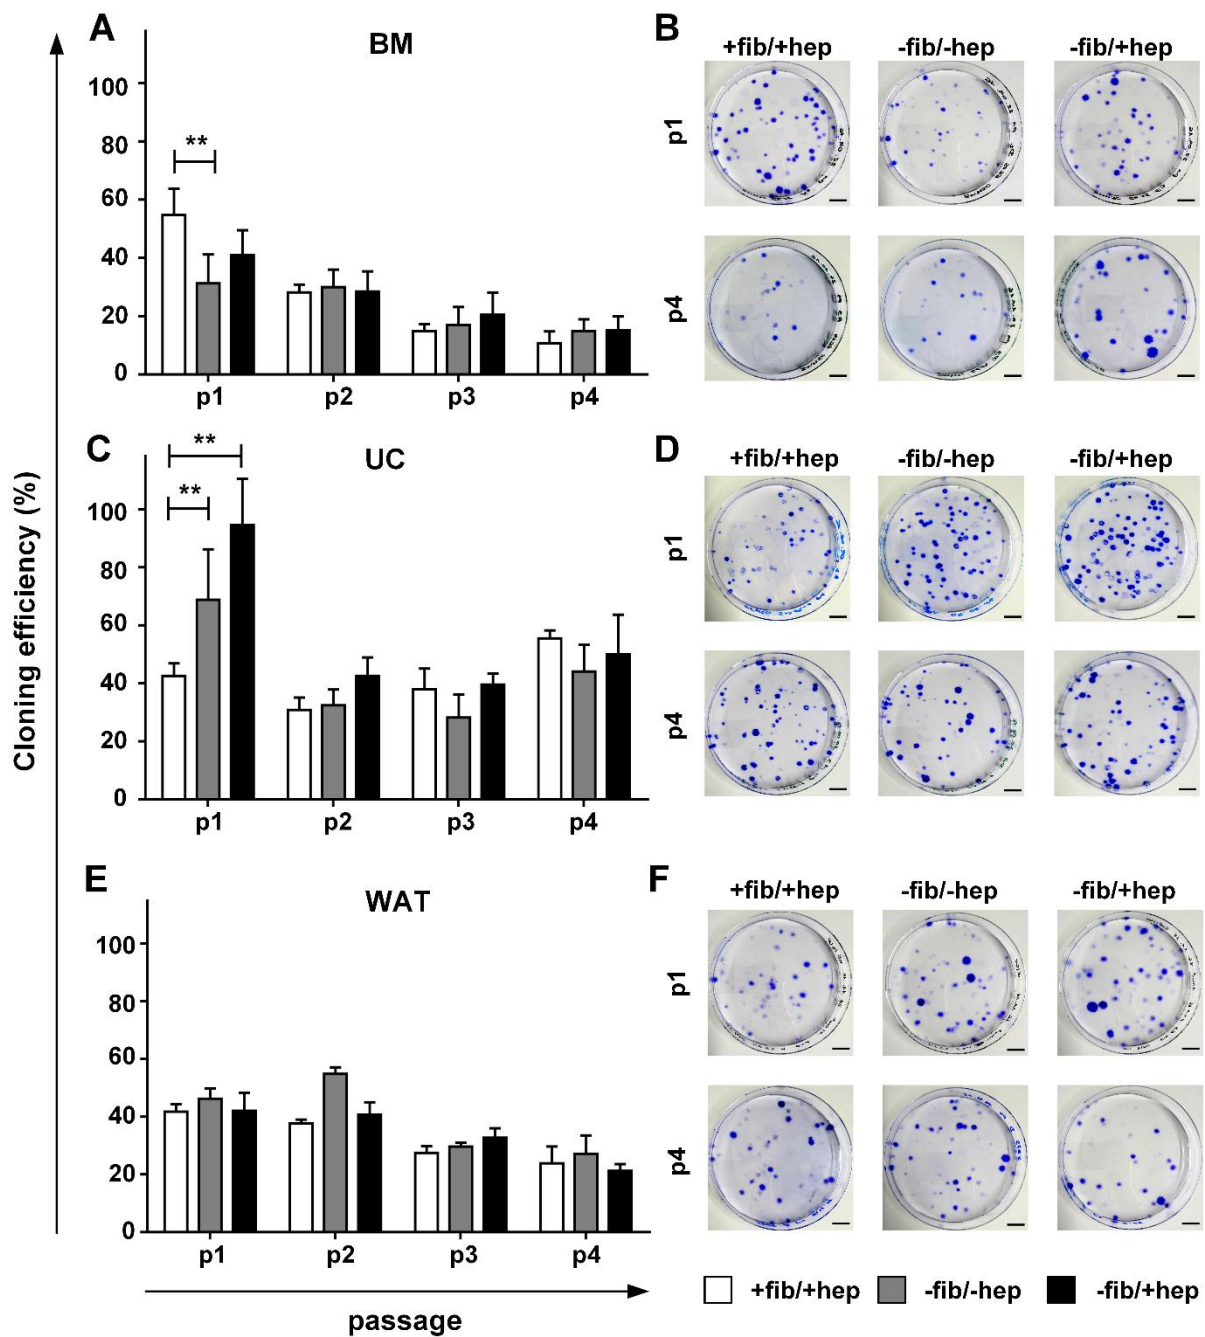 A
BM
100
80
60
40
20
0
**
p1 p2 p3 p4
B
+fib/+hep -fib/-hep -fib/+hep
p1
p4
C
UC
100
80
60
40
20
0
**
**
p1 p2 p3 p4
D
+fib/+hep -fib/-hep -fib/+hep
p1
p4
Cloning efficiency (%)
E
WAT
100
80
60
40
20
0
p1 p2 p3 p4
passage
F
+fib/+hep -fib/-hep -fib/+hep
p1
p4
+fib/+hep -fib/-hep -fib/+hep